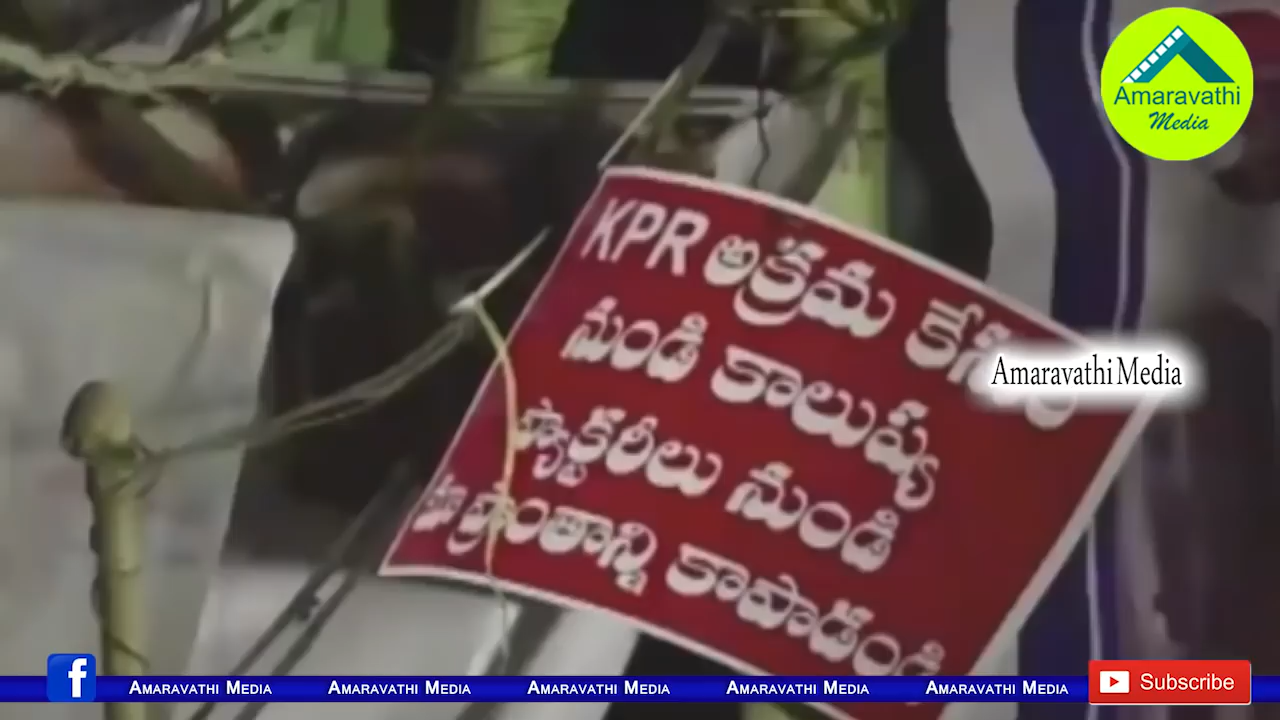 Amaravathi
Media
KPR అక్రమ
నుండి కాలుష్య
ఫ్యాక్టరీలు నుండి
ఈ ప్రాంతాన్ని కాపాడండి
Amaravathi Media
f
AMARAVATHI MEDIA AMARAVATHI MEDIA AMARAVATHI MEDIA AMARAVATHI MEDIA AMARAVATHI MEDIA
Subscribe